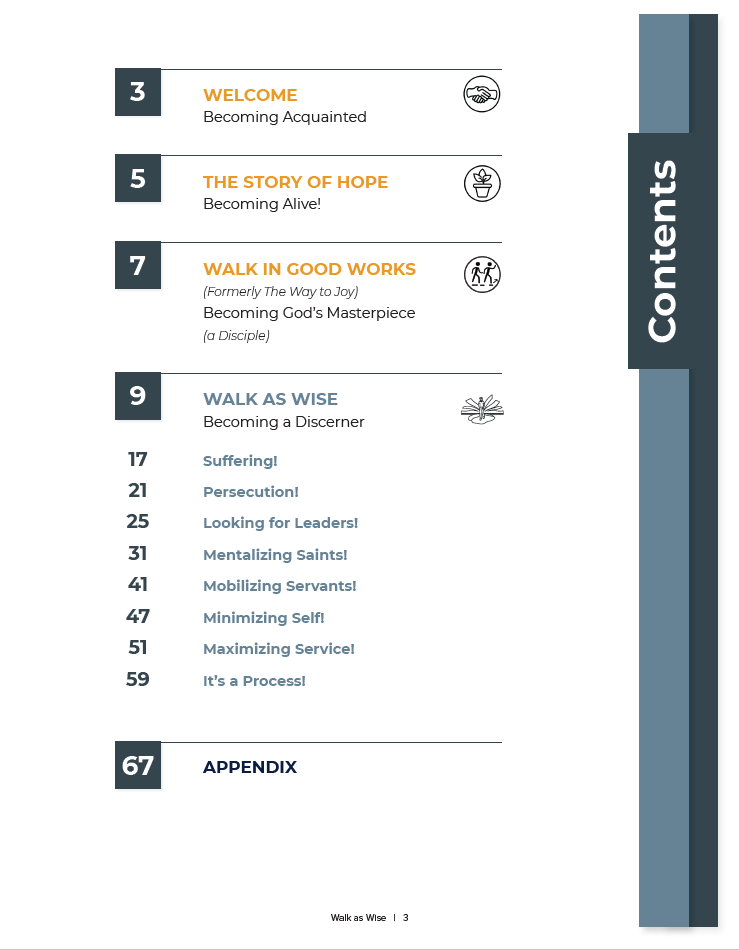 Contents
3
WELCOME
Becoming Acquainted
5
THE STORY OF HOPE
Becoming Alive!
7
WALK IN GOOD WORKS
(Formerly The Way to Joy)
Becoming God's Masterpiece
(a Disciple)
9
WALK AS WISE
Becoming a Discerner
17 Suffering!
21 Persecution!
25 Looking for Leaders!
31 Mentalizing Saints!
41 Mobilizing Servants!
47 Minimizing Self!
51 Maximizing Service!
59 It's a Process!
67 APPENDIX
Walk as Wise | 3